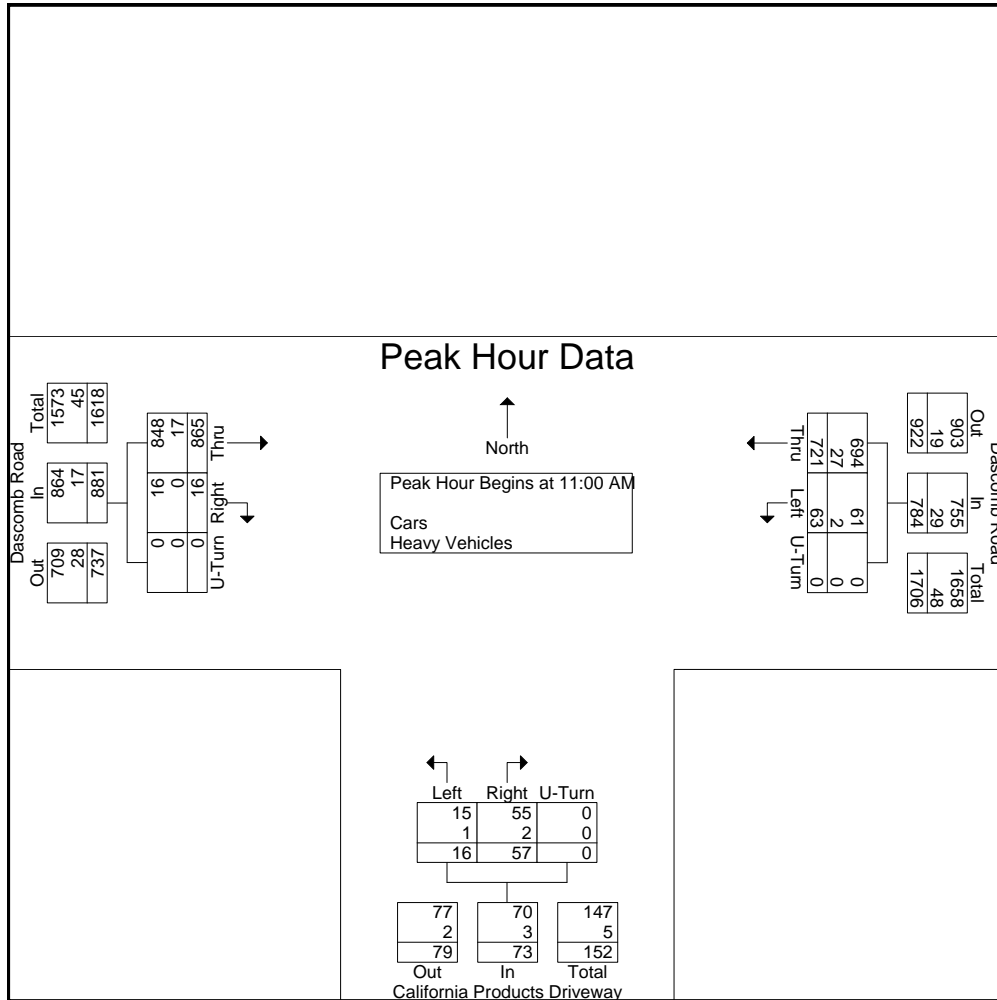 Peak Hour Data
North
Peak Hour Begins at 11:00 AM
Cars
Heavy Vehicles
Dascomb Road
Out In Total
709 864 1573
28 17 45
737 881 1618
U-Turn Right Thru
0 16 848
0 0 17
0 16 865
Dascomb Road
Out In Total
903 755 1658
19 29 48
922 784 1706
Thru Left U-Turn
694 61 0
27 2 0
721 63 0
Left Right U-Turn
15 55 0
1 2 0
16 57 0
77 70 147
2 3 5
79 73 152
Out In Total
California Products Driveway